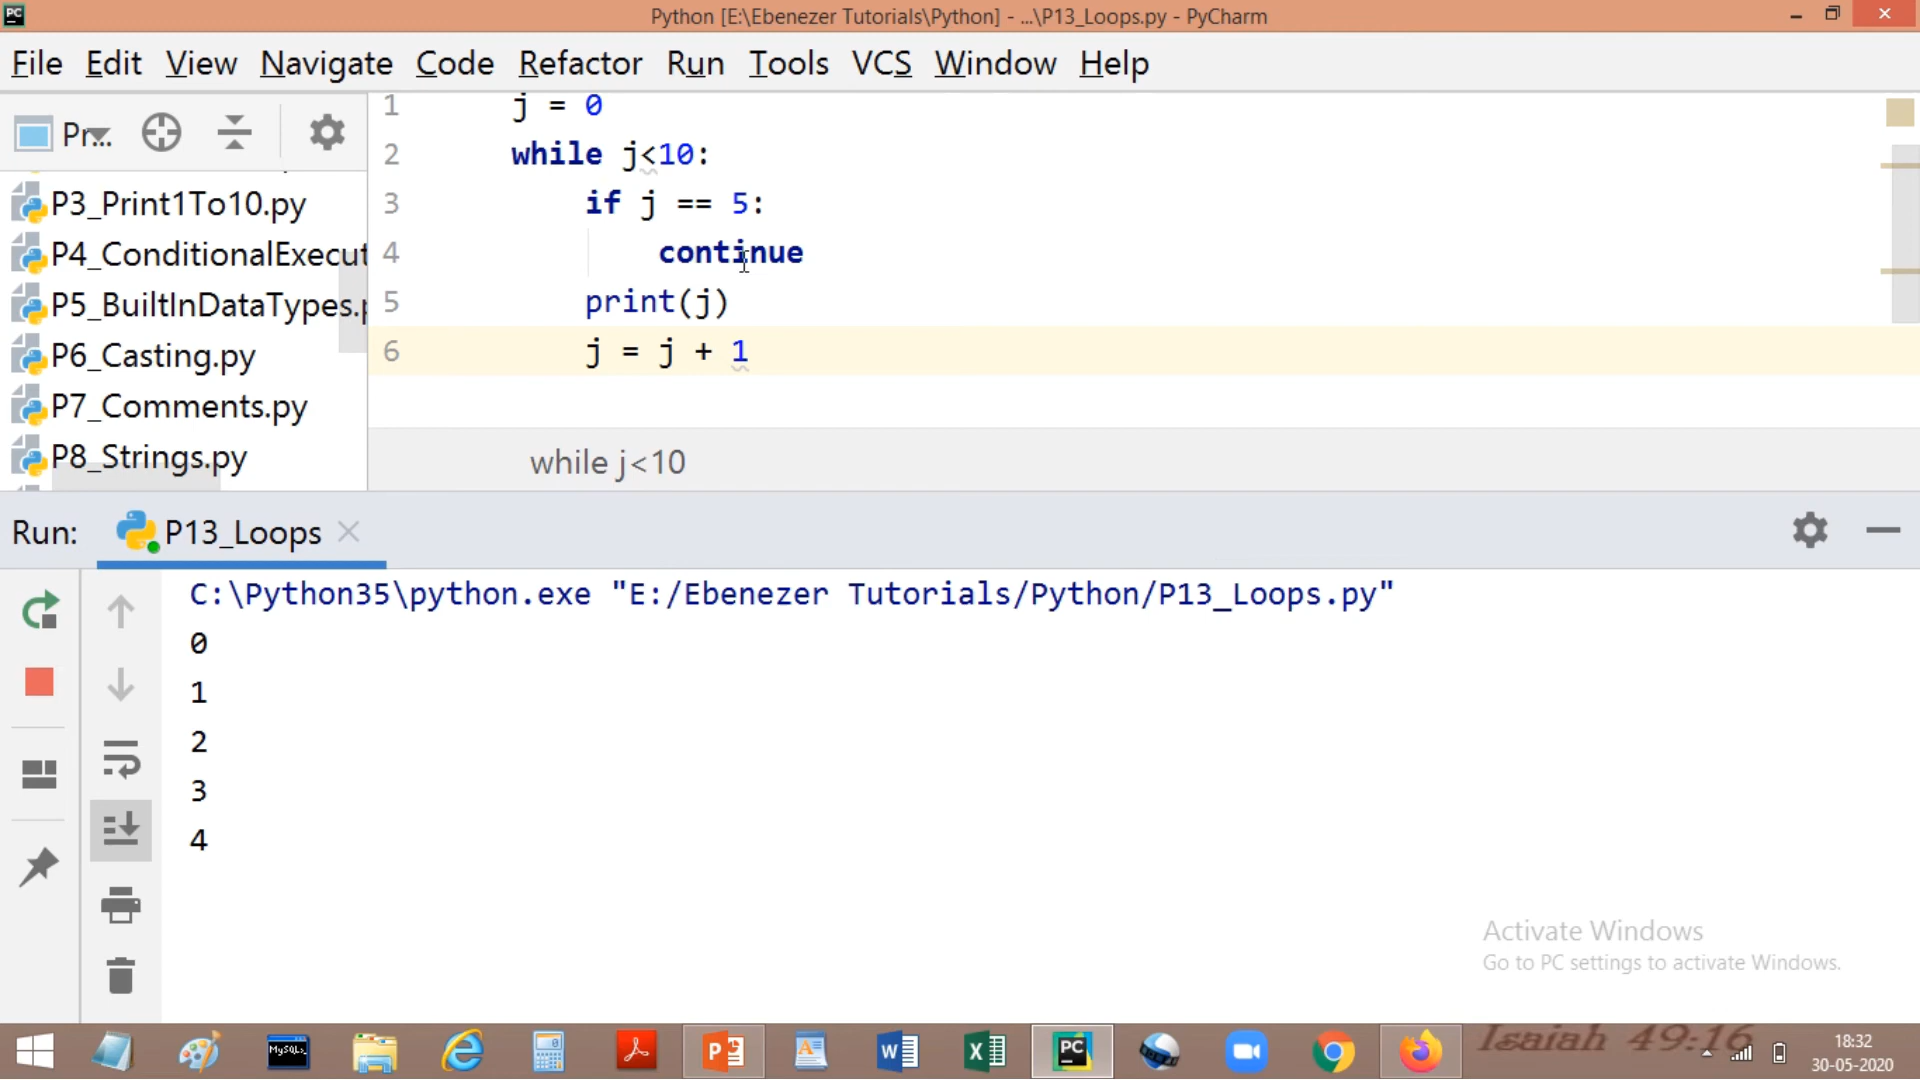 PC
Python [E:\Ebenezer Tutorials\Python] - ...\P13_Loops.py - PyCharm
File Edit View Navigate Code Refactor Run Tools VCS Window Help
Pr...
P3_Print1To10.py
P4_ConditionalExecut
P5_BuiltInDataTypes.p
P6_Casting.py
P7_Comments.py
P8_Strings.py
1 j = 0
2 while j<10:
3 if j == 5:
4 continue
5 print(j)
6 j = j + 1
while j<10
Run: P13_Loops
C:\Python35\python.exe "E:/Ebenezer Tutorials/Python/P13_Loops.py"
0
1
2
3
4
Activate Windows
Go to PC settings to activate Windows.
Isaiah 49:16
18:32
30-05-2020